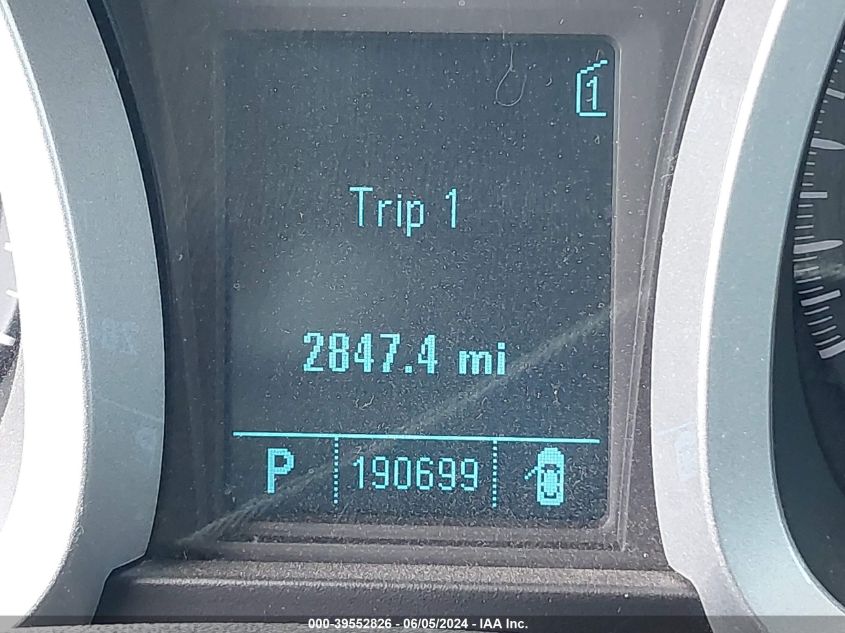 1
Trip 1
2847.4 mi
P 190699
000-39552826 - 06/05/2024 - IAA Inc.